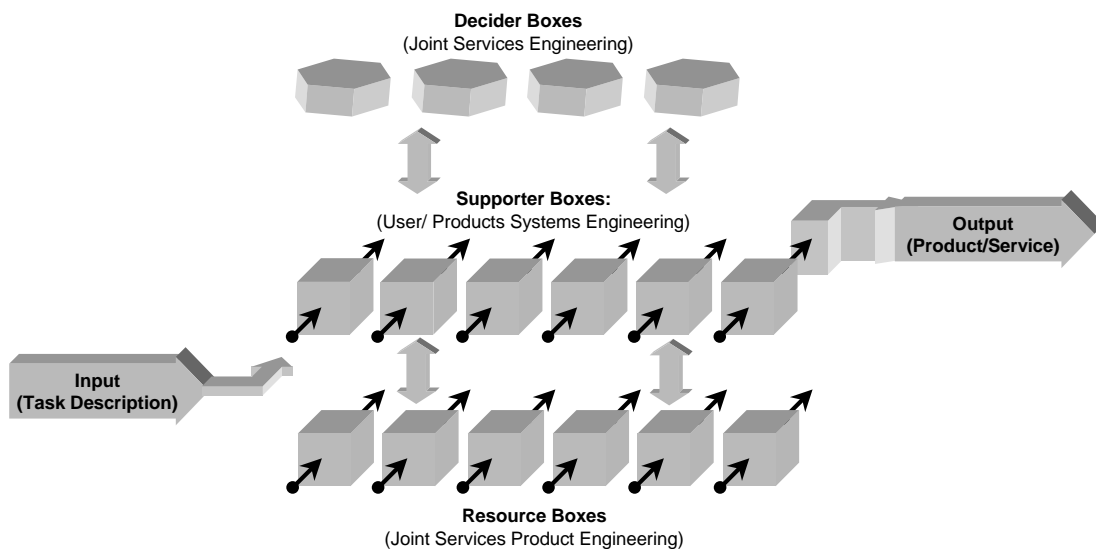 Decider Boxes
(Joint Services Engineering)
Supporter Boxes:
(User/ Products Systems Engineering)
Output
(Product/Service)
Input
(Task Description)
Resource Boxes
(Joint Services Product Engineering)